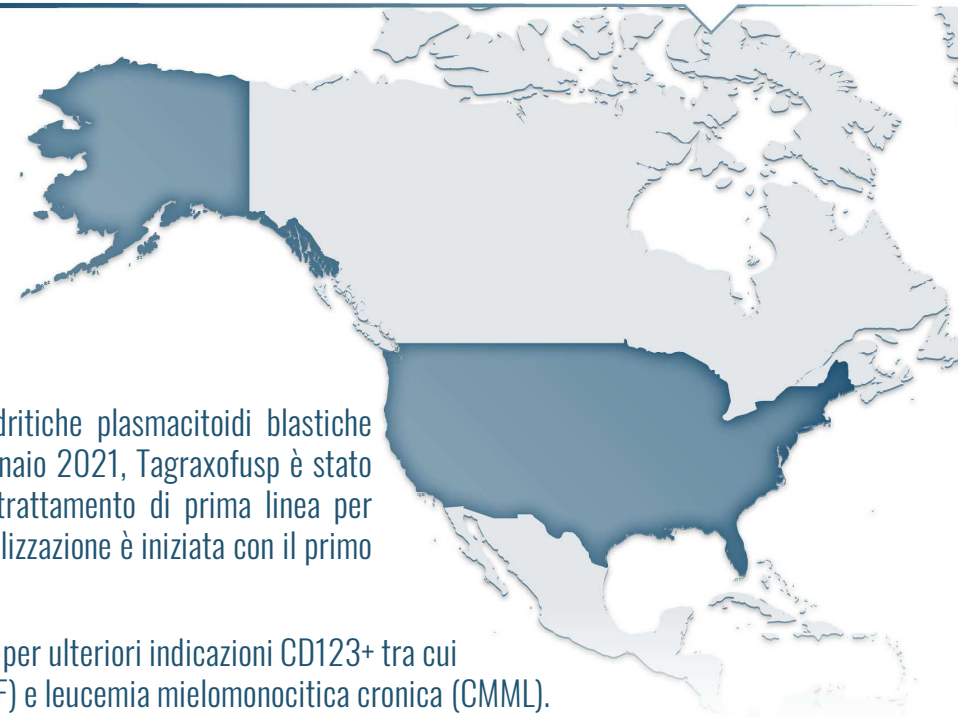 dritiche plasmacitoidi blastiche
naio 2021, Tagraxofusp è stato
trattamento di prima linea per
lizzazione è iniziata con il primo
per ulteriori indicazioni CD123+ tra cui
F) e leucemia mielomonocitica cronica (CMML).